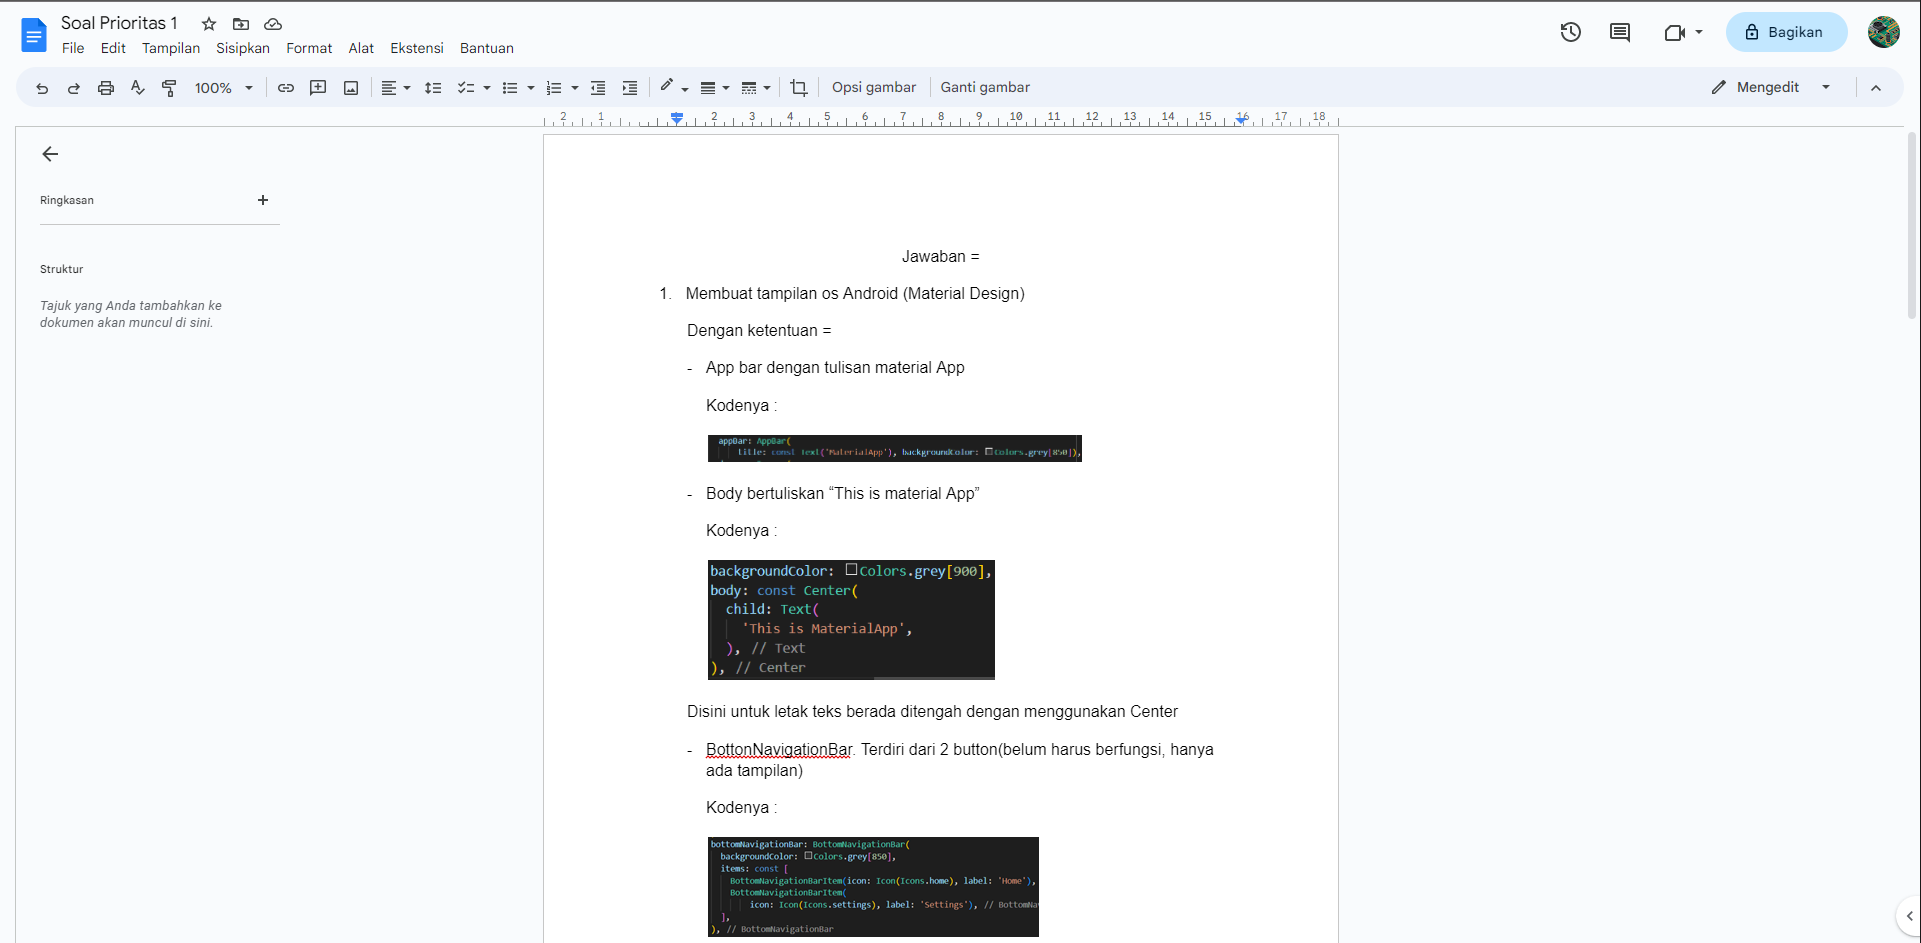 Soal Prioritas 1
File Edit Tampilan Sisipkan Format Alat Ekstensi Bantuan
Bagikan
100%
Opsi gambar
Ganti gambar
Mengedit
2 1 2 3 4 5 6 7 8 9 10 11 12 13 14 15 16 17 18
Ringkasan
Struktur
Tajuk yang Anda tambahkan ke
dokumen akan muncul di sini.
Jawaban =
1. Membuat tampilan os Android (Material Design)
Dengan ketentuan =
- App bar dengan tulisan material App
Kodenya :
appBar: AppBar(
title: const Text('MaterialApp'), backgroundColor: Colors.grey[850]),
- Body bertuliskan “This is material App”
Kodenya :
backgroundColor: Colors.grey[900],
body: const Center(
child: Text(
'This is MaterialApp',
), // Text
), // Center
Disini untuk letak teks berada ditengah dengan menggunakan Center
- BottonNavigationBar. Terdiri dari 2 button(belum harus berfungsi, hanya
ada tampilan)
Kodenya :
bottomNavigationBar: BottomNavigationBar(
backgroundColor: Colors.grey[850],
items: const [
BottomNavigationBarItem(icon: Icon(Icons.home), label: 'Home'),
BottomNavigationBarItem(
icon: Icon(Icons.settings), label: 'Settings'), // BottomNa
],
), // BottomNavigationBar